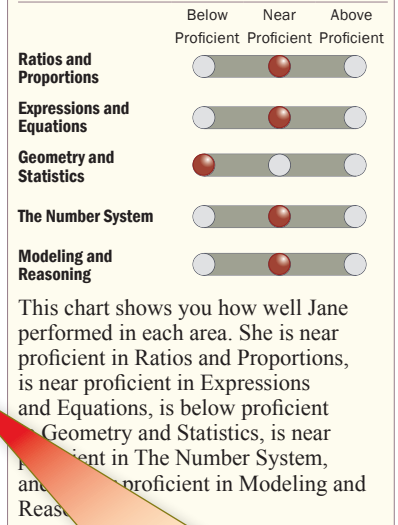 Below Near Above
Proficient Proficient Proficient
Ratios and
Proportions
Expressions and
Equations
Geometry and
Statistics
The Number System
Modeling and
Reasoning
This chart shows you how well Jane
performed in each area. She is near
proficient in Ratios and Proportions,
is near proficient in Expressions
and Equations, is below proficient
Geometry and Statistics, is near
in The Number System,
proficient in Modeling and